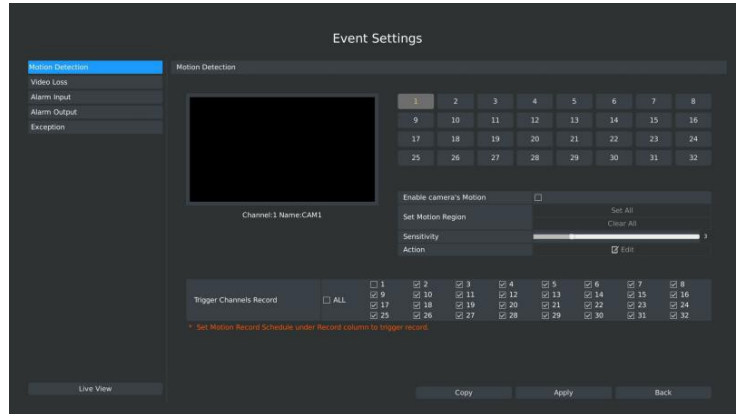 Event Settings
Motion Detection
Video Loss
Alarm Input
Alarm Output
Exception
Motion Detection
1 2 3 4 5 6 7 8
9 10 11 12 13 14 15 16
17 18 19 20 21 22 23 24
25 26 27 28 29 30 31 32
Channel:1 Name:CAM1
Enable camera's Motion
Set Motion Region
Set All
Clear All
Sensitivity 3
Action Edit
Trigger Channels Record ALL
1 2 3 4 5 6 7 8
9 10 11 12 13 14 15 16
17 18 19 20 21 22 23 24
25 26 27 28 29 30 31 32
* Set Motion Record Schedule under Record column to trigger record.
Live View
Copy Apply Back